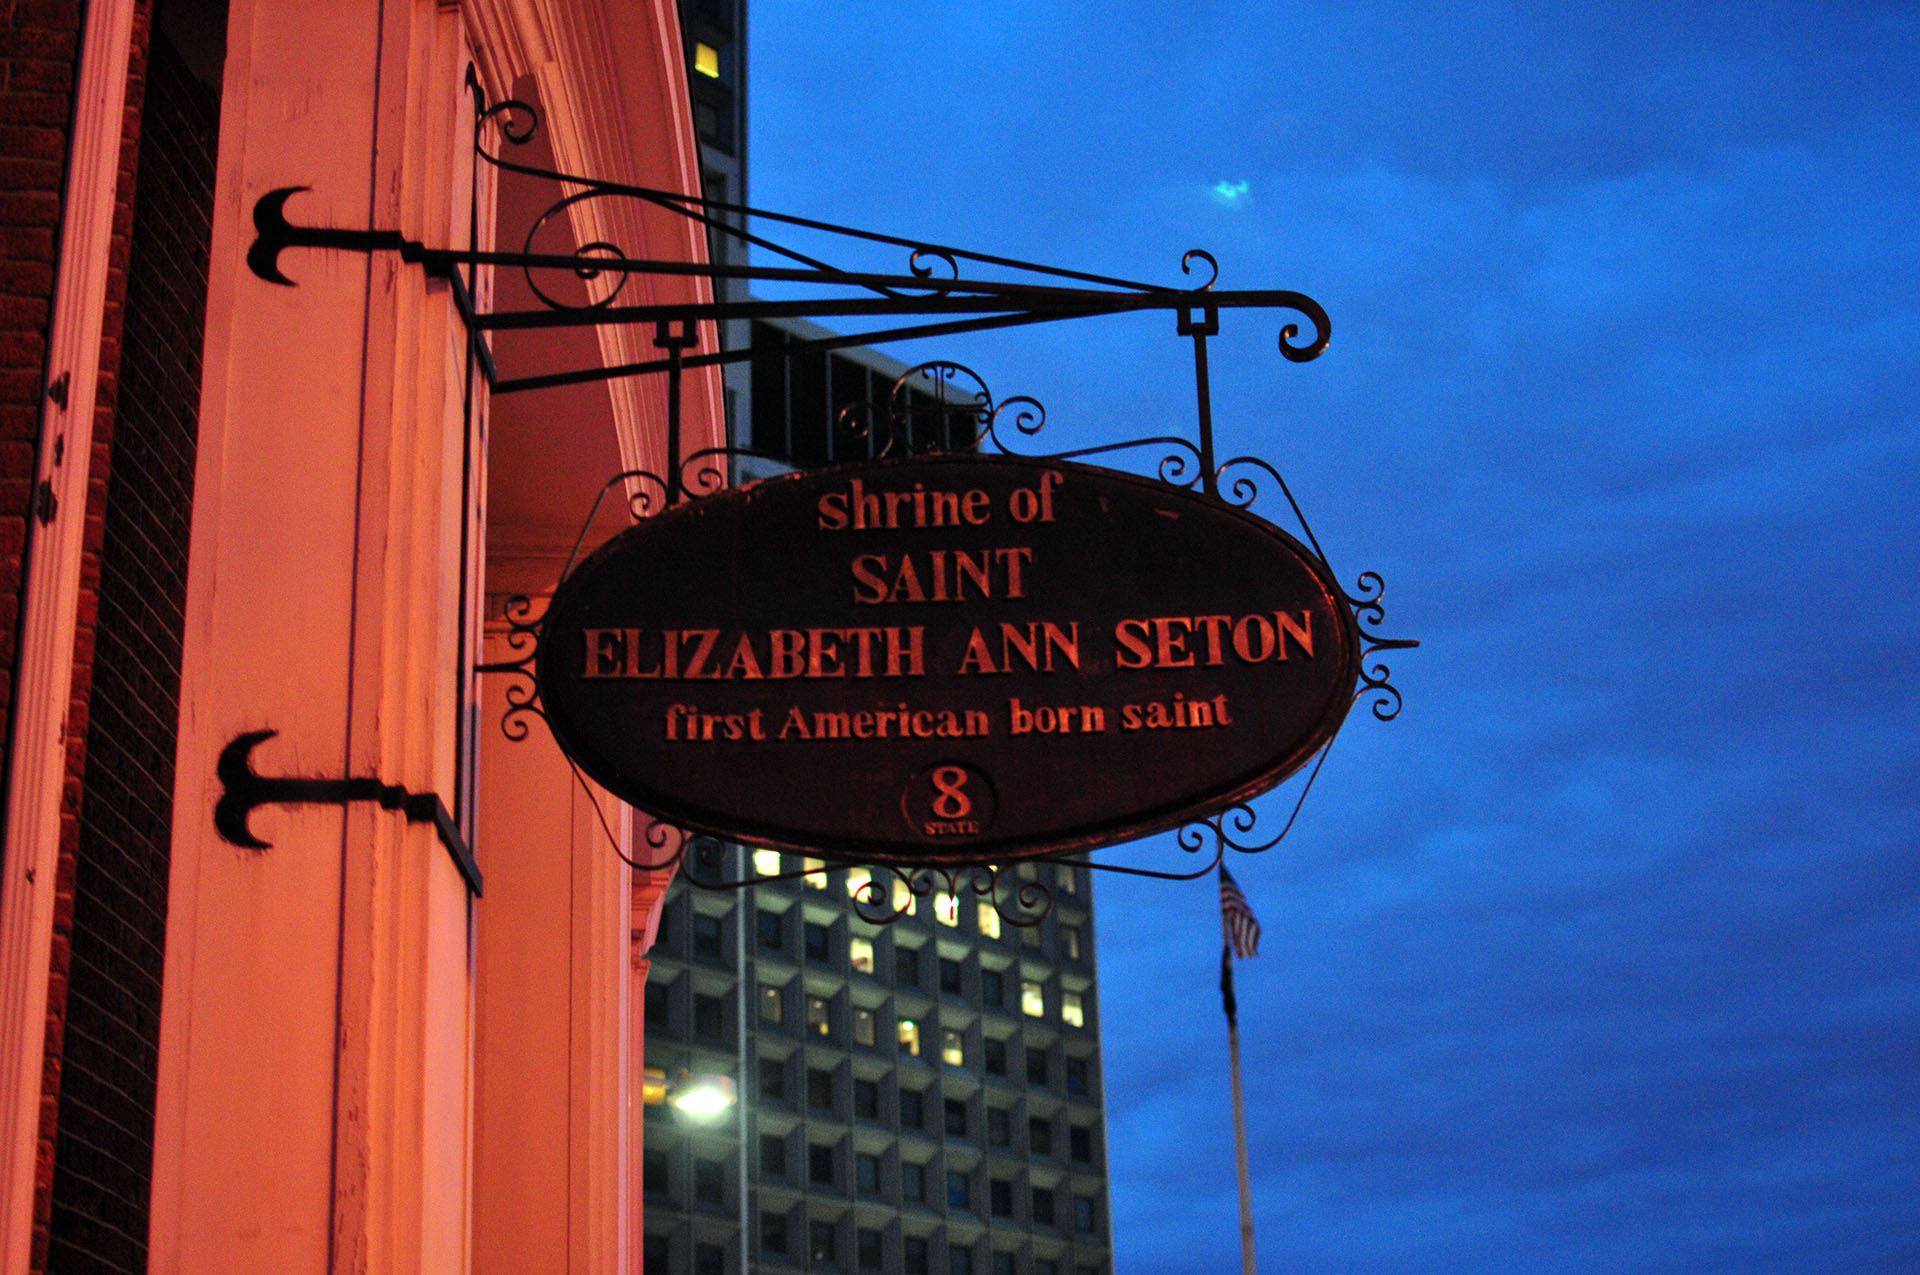 shrine of
SAINT
ELIZABETH ANN SETON
first American born saint
8
STATE